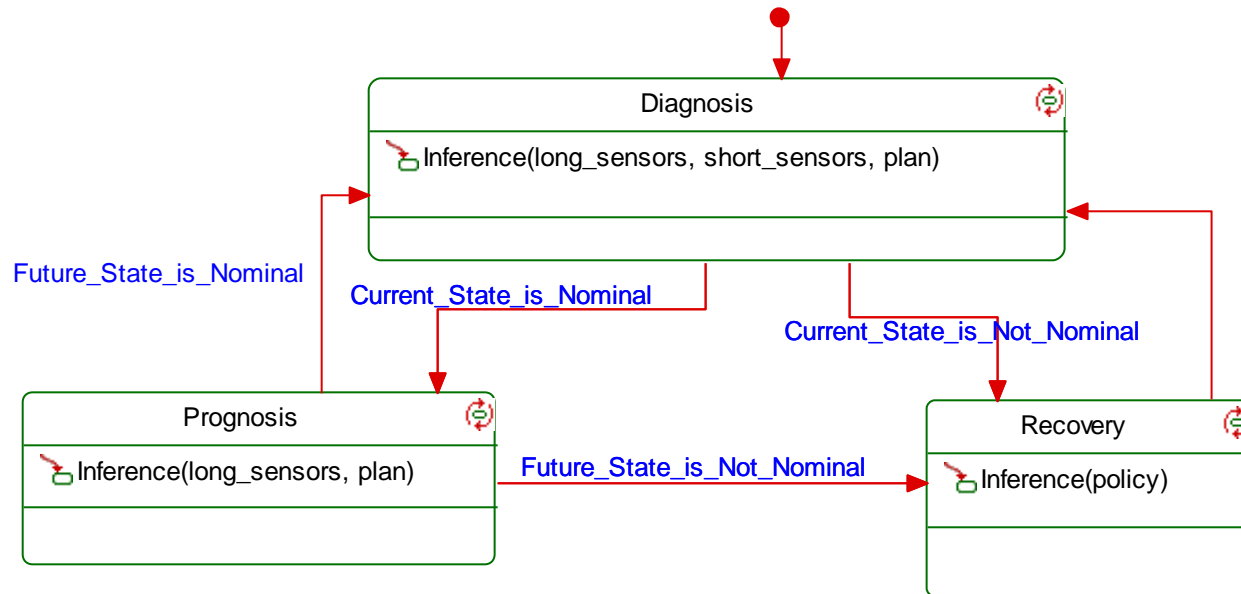 Diagnosis
Inference(long_sensors, short_sensors, plan)
Future_State_is_Nominal
Current_State_is_Nominal
Current_State_is_Not_Nominal
Prognosis
Inference(long_sensors, plan)
Future_State_is_Not_Nominal
Recovery
Inference(policy)